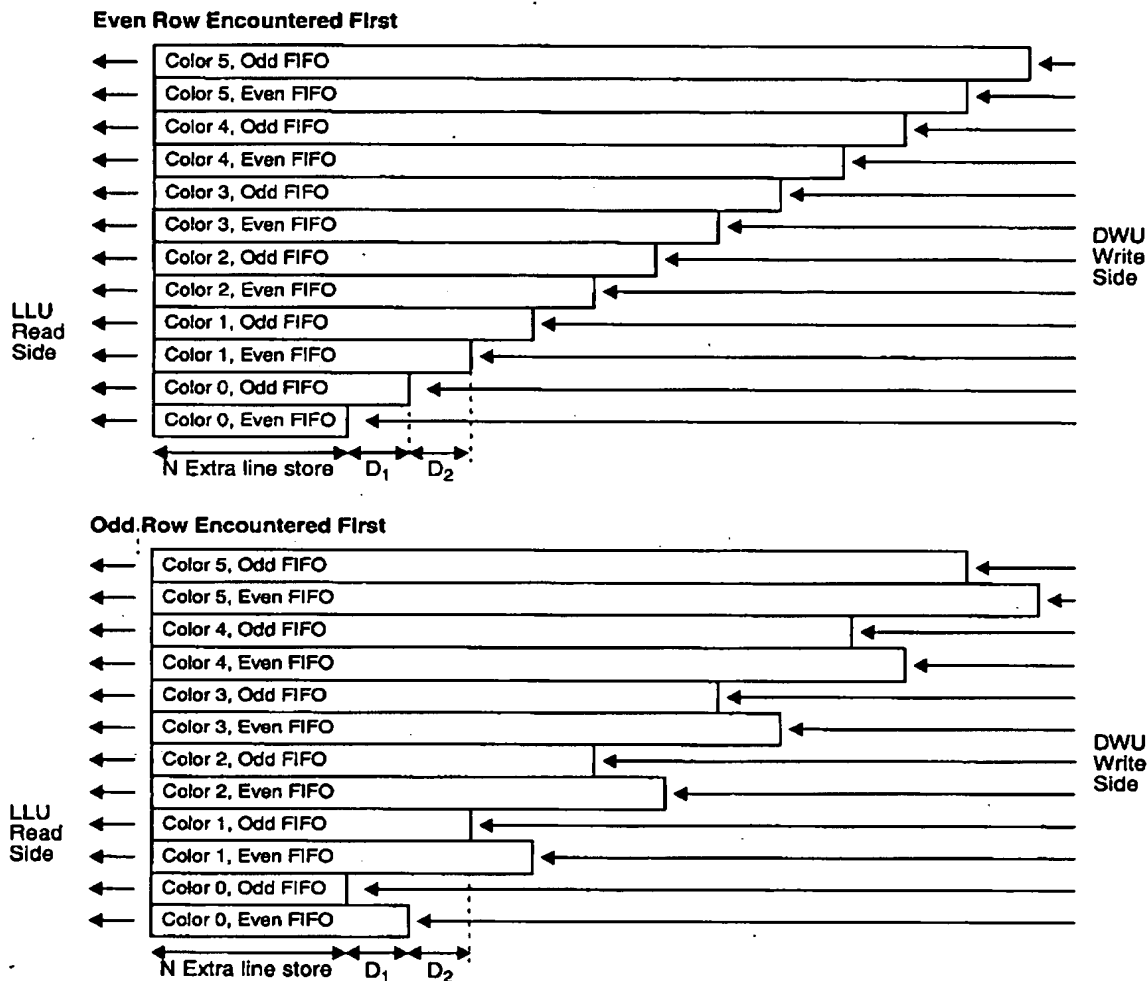 Even Row Encountered First
Color 5, Odd FIFO
Color 5, Even FIFO
Color 4, Odd FIFO
Color 4, Even FIFO
Color 3, Odd FIFO
Color 3, Even FIFO
Color 2, Odd FIFO
Color 2, Even FIFO
Color 1, Odd FIFO
Color 1, Even FIFO
Color 0, Odd FIFO
Color 0, Even FIFO
LLU
Read
Side
DWU
Write
Side
N Extra line store D₁ D₂
Odd Row Encountered First
Color 5, Odd FIFO
Color 5, Even FIFO
Color 4, Odd FIFO
Color 4, Even FIFO
Color 3, Odd FIFO
Color 3, Even FIFO
Color 2, Odd FIFO
Color 2, Even FIFO
Color 1, Odd FIFO
Color 1, Even FIFO
Color 0, Odd FIFO
Color 0, Even FIFO
LLU
Read
Side
DWU
Write
Side
N Extra line store D₁ D₂